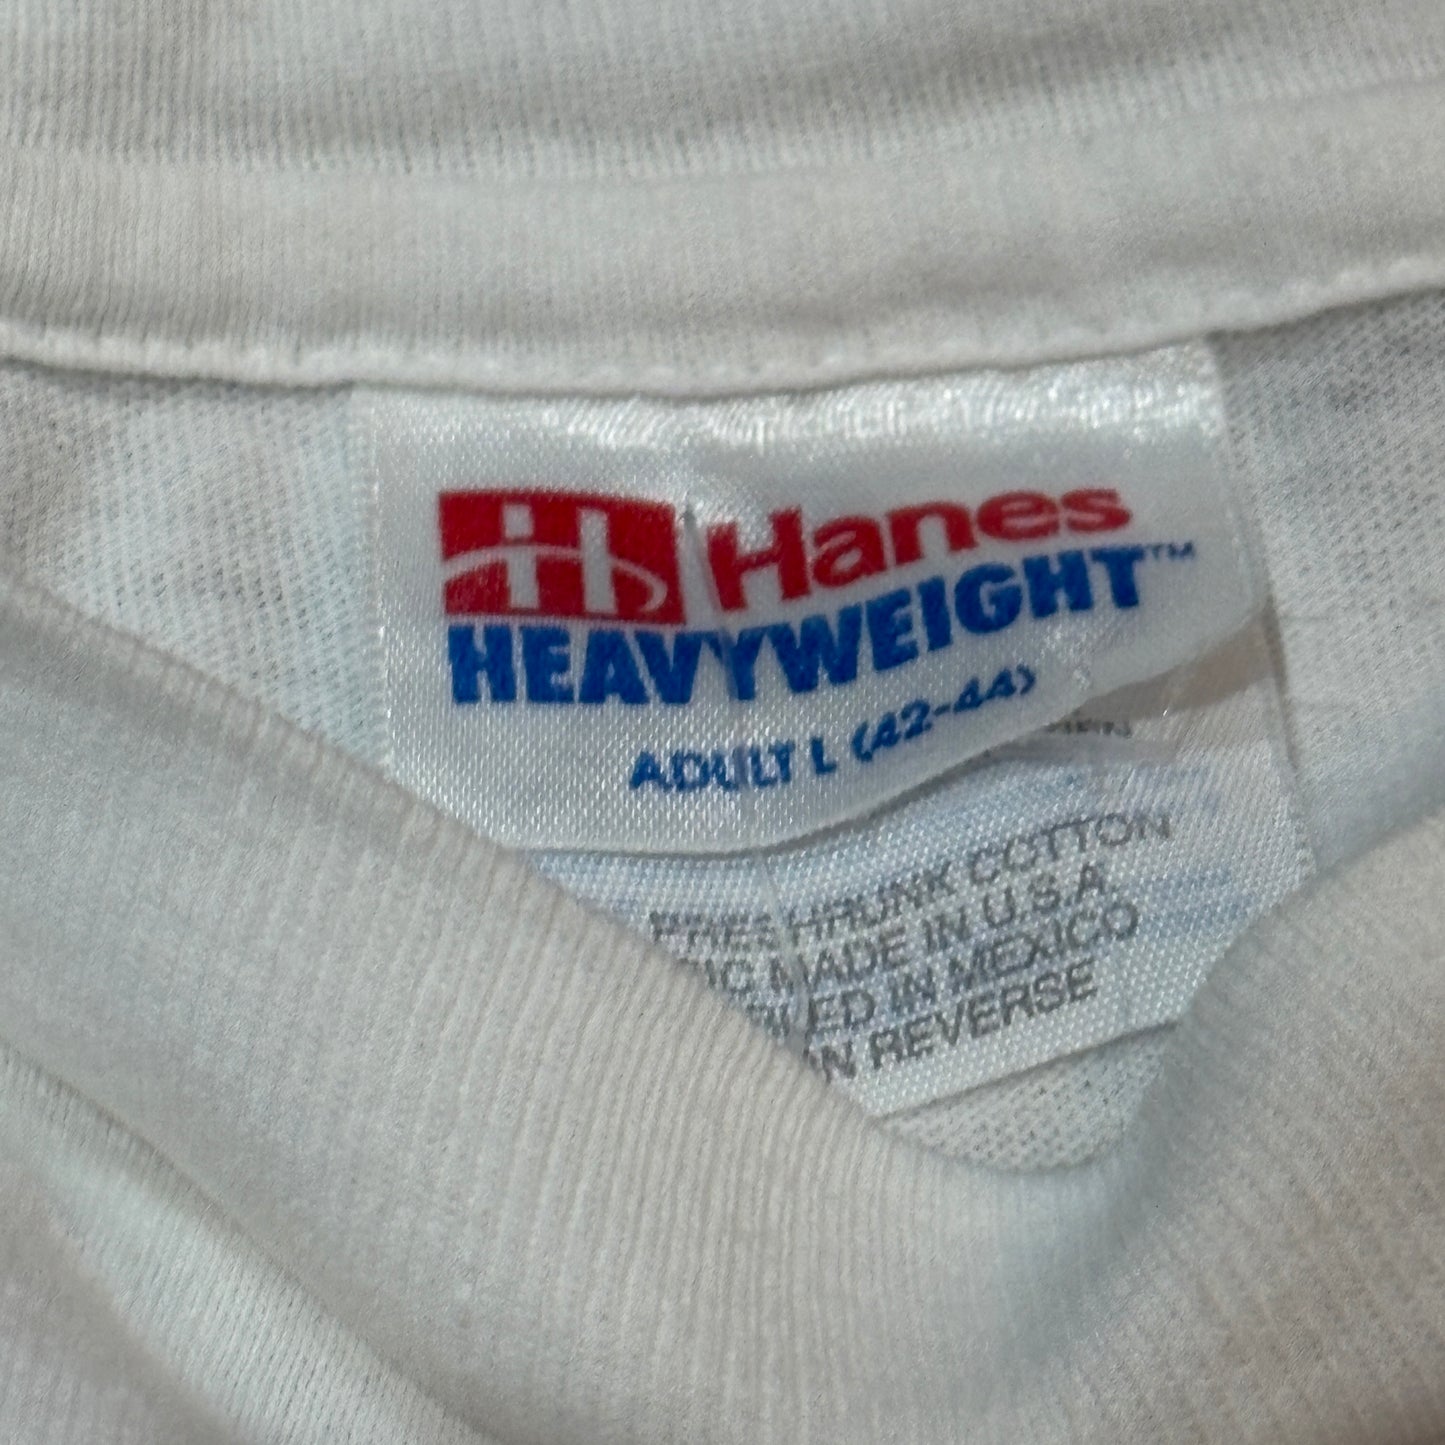 Hanes
HEAVYWEIGHT™
ADULT L (42-44)
PRESHRUNK COTTON
MADE IN U.S.A.
IN MEXICO
REVERSE